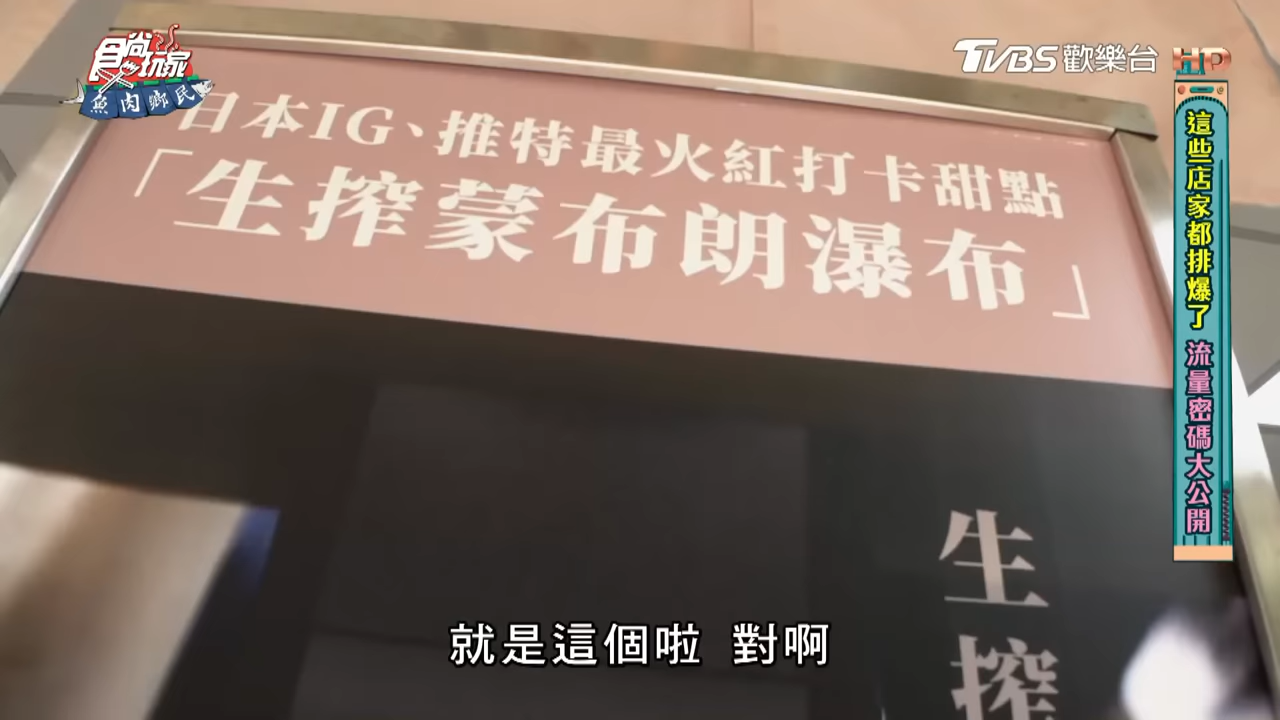 食尚玩家
魚肉鄉民
TVBS歡樂台
HD
日本IG、推特最火紅打卡甜點
「生搾蒙布朗瀑布」
這些店家都排爆了 流量密碼大公開
生搾
就是這個啦 對啊